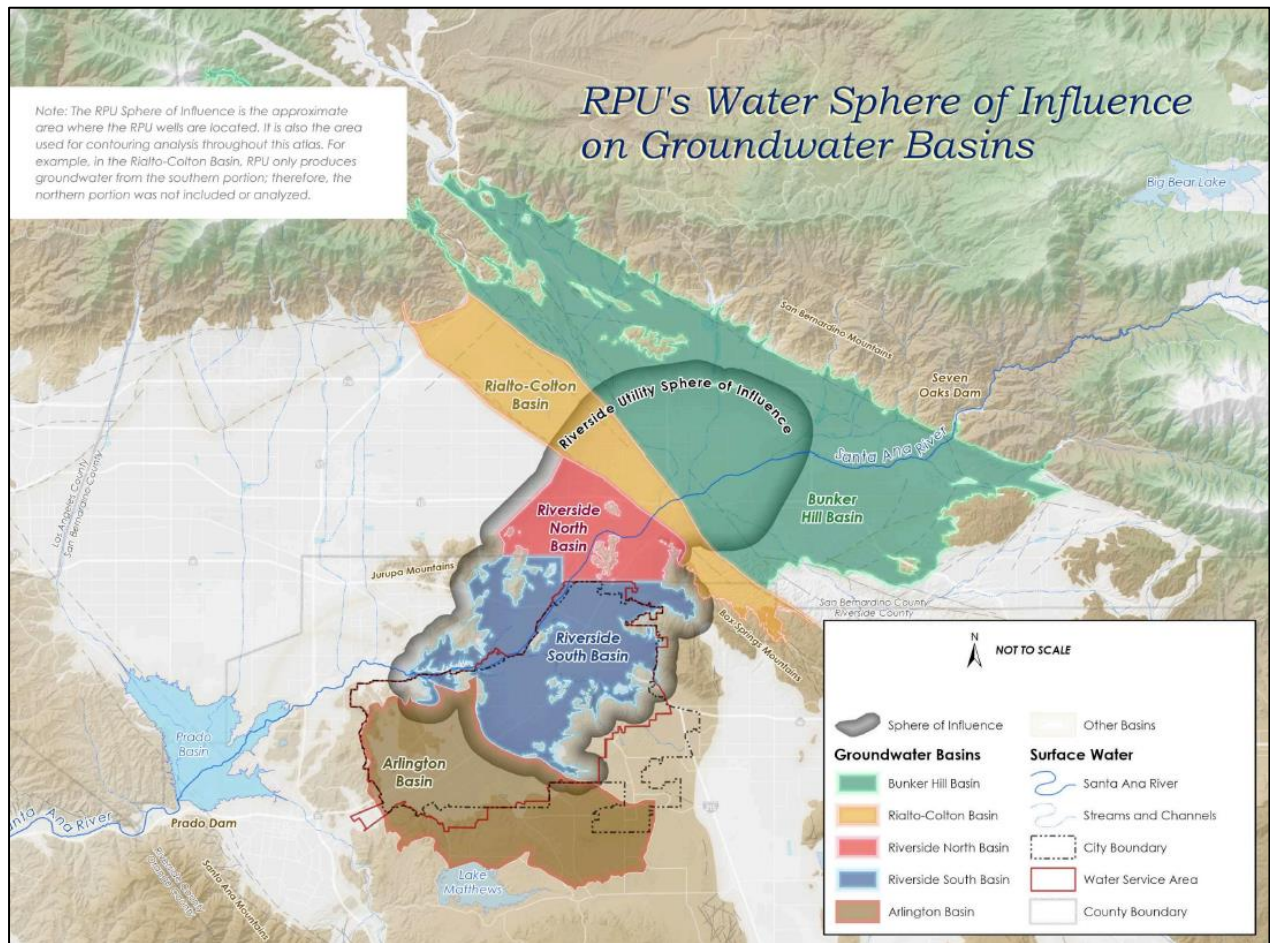 RPU's Water Sphere of Influence
on Groundwater Basins
Note: The RPU Sphere of Influence is the approximate
area where the RPU wells are located. It is also the area
used for contouring analysis throughout this atlas. For
example, in the Rialto-Colton Basin, RPU only produces
groundwater from the southern portion; therefore, the
northern portion was not included or analyzed.
Big Bear Lake
San Bernardino Mountains
Seven
Oaks Dam
Rialto-Colton
Basin
Riverside Utility Sphere of Influence
Santa Ana River
Los Angeles County
San Bernardino County
Bunker
Hill Basin
Riverside
North
Basin
Jurupa Mountains
San Bernardino County
Riverside County
Box Springs Mountains
Riverside
South Basin
Prado
Basin
Arlington
Basin
Santa Ana River
Prado Dam
Santa Ana Mountains
Riverside County
Orange County
Lake
Matthews
N
NOT TO SCALE
Sphere of Influence
Groundwater Basins
Bunker Hill Basin
Rialto-Colton Basin
Riverside North Basin
Riverside South Basin
Arlington Basin
Other Basins
Surface Water
Santa Ana River
Streams and Channels
City Boundary
Water Service Area
County Boundary